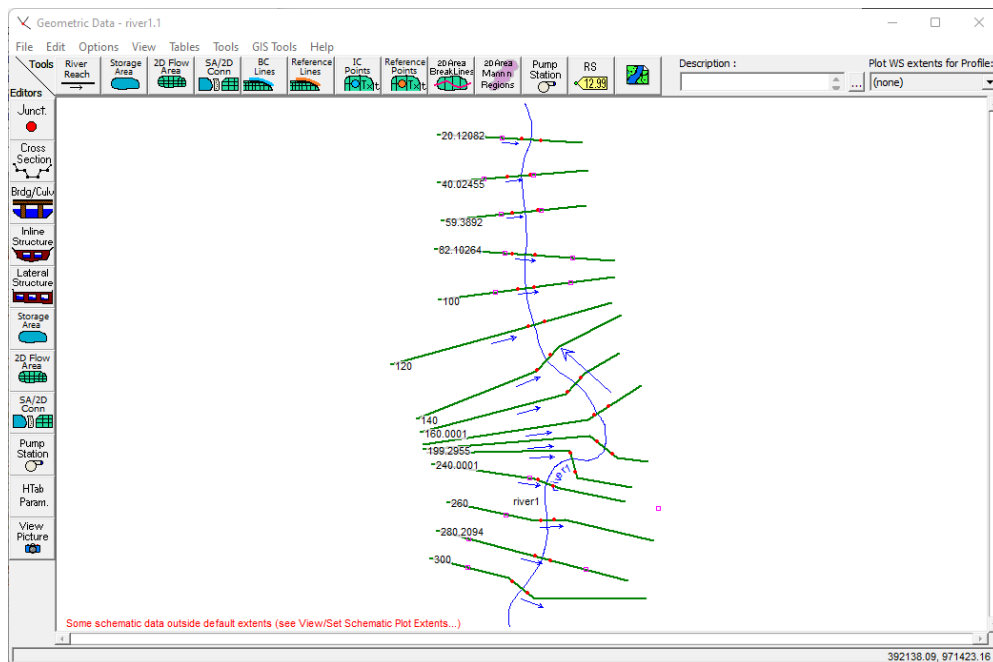 Geometric Data - river1.1
File Edit Options View Tables Tools GIS Tools Help
Tools
Editors
River Reach
Storage Area
2D Flow Area
SA/2D Conn
BC Lines
Reference Lines
IC Points
Reference Points
2D Area BreakLines
2D Area Mann n Regions
Pump Station
RS
12.99
Description :
...
Plot WS extents for Profile:
(none)
Junct.
Cross Section
Brdg/Culv
Inline Structure
Lateral Structure
Storage Area
2D Flow Area
SA/2D Conn
Pump Station
HTab Param.
View Picture
20.12082
40.02455
59.3892
82.10264
100
120
140
160.0001
199.2955
240.0001
river1
260
280.2094
300
Some schematic data outside default extents (see View/Set Schematic Plot Extents...)
392138.09, 971423.16